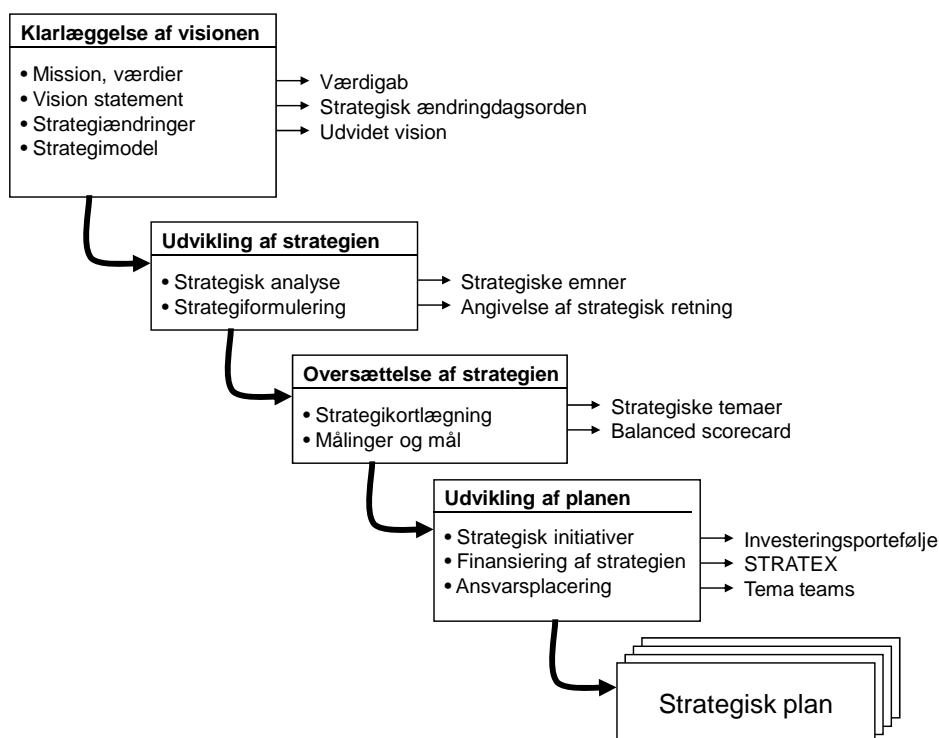 Klarlæggelse af visionen
• Mission, værdier
• Vision statement
• Strategiændringer
• Strategimodel
Værdigab
Strategisk ændringdagsorden
Udvidet vision
Udvikling af strategien
• Strategisk analyse
• Strategiformulering
Strategiske emner
Angivelse af strategisk retning
Oversættelse af strategien
• Strategikortlægning
• Målinger og mål
Strategiske temaer
Balanced scorecard
Udvikling af planen
• Strategisk initiativer
• Finansiering af strategien
• Ansvarsplacering
Investeringsportefølje
STRATEX
Tema teams
Strategisk plan